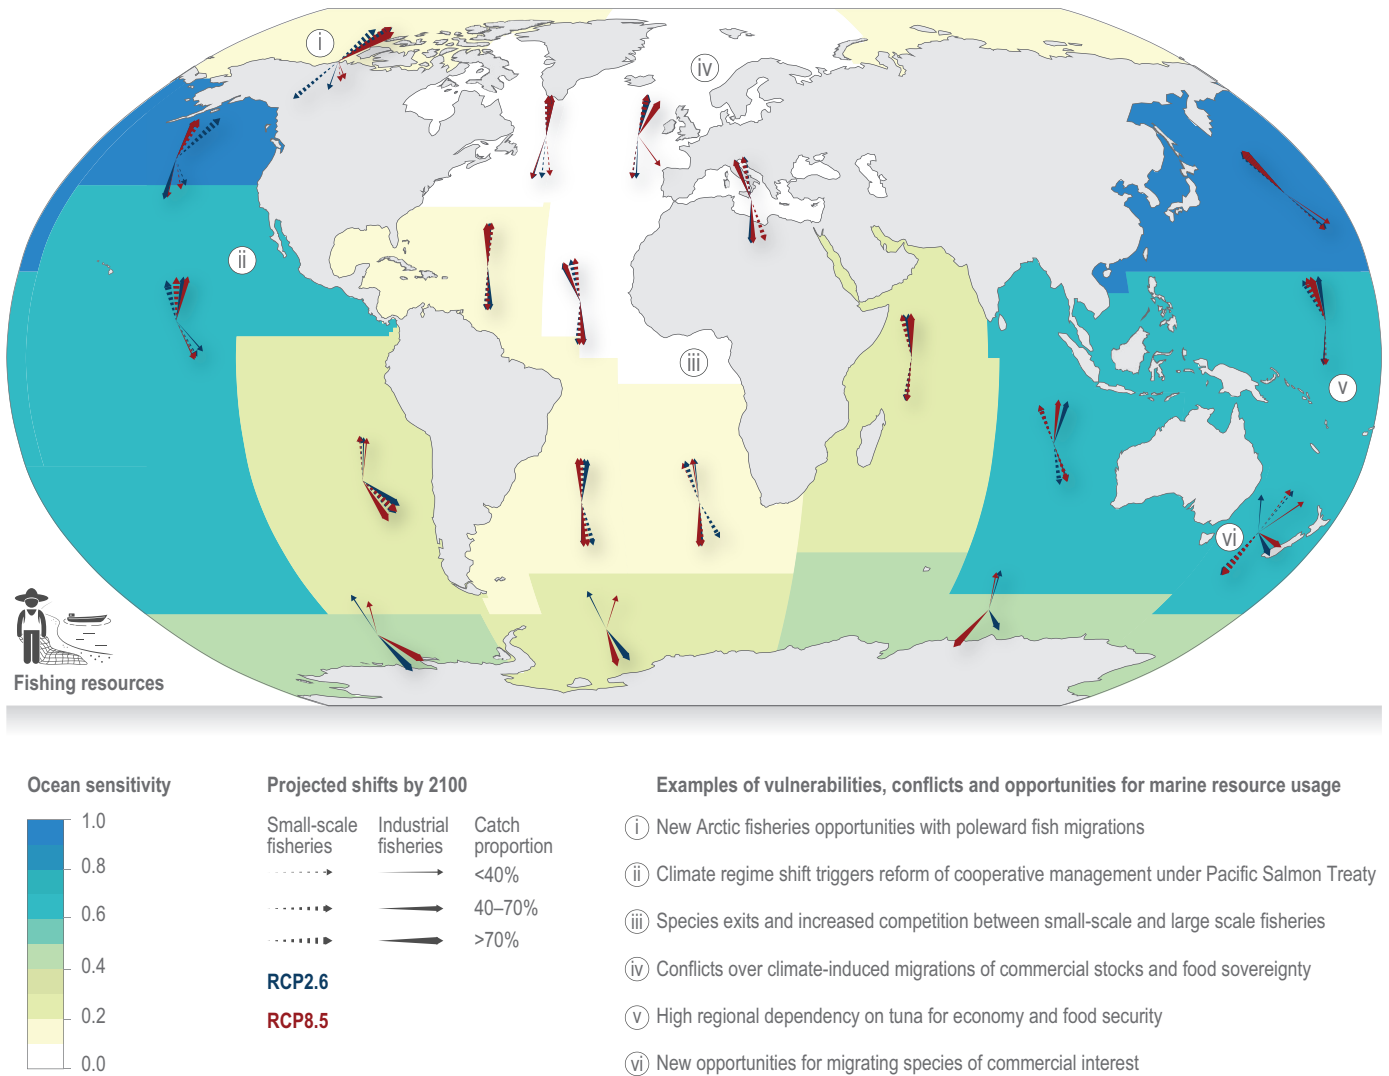 i
iv
ii
iii
v
vi
Fishing resources
Ocean sensitivity
1.0
0.8
0.6
0.4
0.2
0.0
Projected shifts by 2100
Small-scale fisheries
Industrial fisheries
Catch proportion
<40%
40–70%
>70%
RCP2.6
RCP8.5
Examples of vulnerabilities, conflicts and opportunities for marine resource usage
i New Arctic fisheries opportunities with poleward fish migrations
ii Climate regime shift triggers reform of cooperative management under Pacific Salmon Treaty
iii Species exits and increased competition between small-scale and large scale fisheries
iv Conflicts over climate-induced migrations of commercial stocks and food sovereignty
v High regional dependency on tuna for economy and food security
vi New opportunities for migrating species of commercial interest